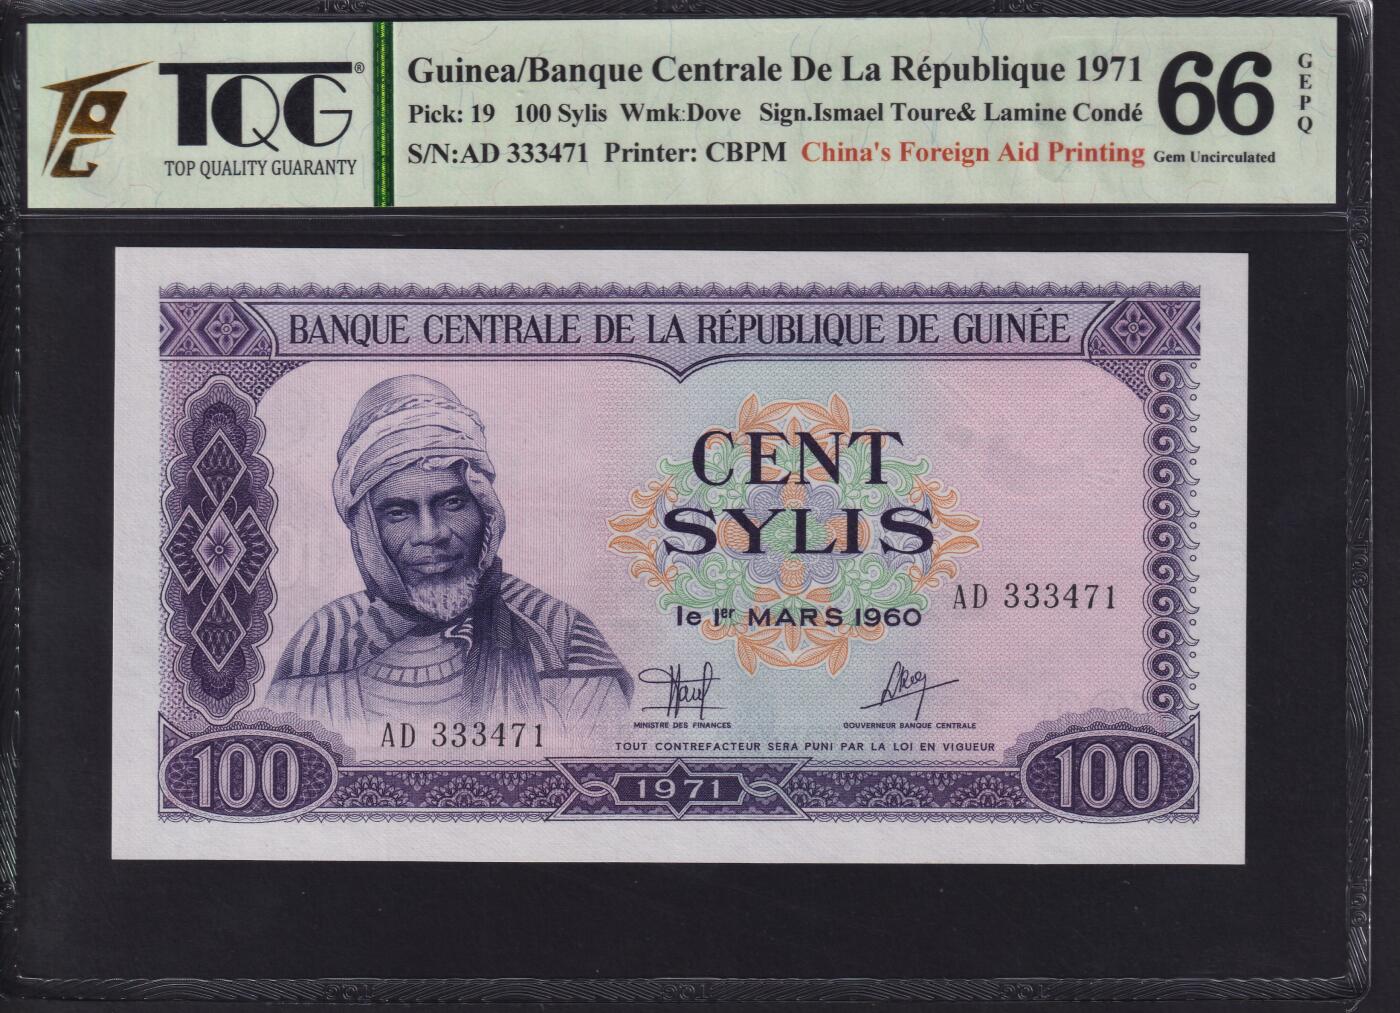 TQG®
TOP QUALITY GUARANTY
Guinea/Banque Centrale De La République 1971
Pick: 19 100 Sylis Wmk:Dove Sign.Ismael Toure& Lamine Condé
S/N:AD 333471 Printer: CBPM China's Foreign Aid Printing
66
GEPQ
Gem Uncirculated
BANQUE CENTRALE DE LA RÉPUBLIQUE DE GUINÉE
CENT
SYLIS
le 1er MARS 1960
AD 333471
MINISTRE DES FINANCES
GOUVERNEUR BANQUE CENTRALE
AD 333471
TOUT CONTREFACTEUR SERA PUNI PAR LA LOI EN VIGUEUR
100
1971
100